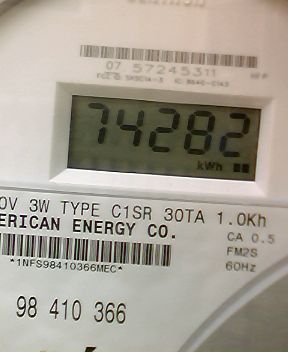 07 57245311
74282
kWh
0V 3W TYPE C1SR 30TA 1.0Kh
ERICAN ENERGY CO.
CA 0.5
FM2S
60Hz
*1NFS98410366MEC*
98 410 366